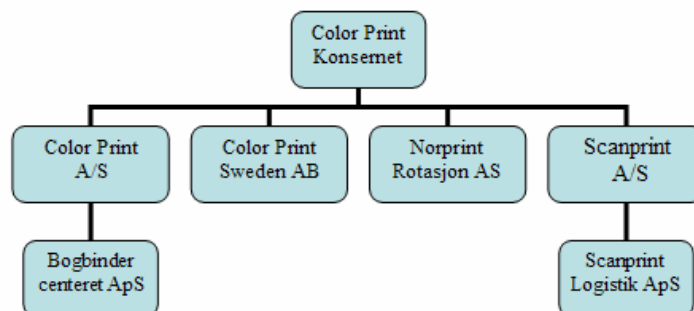 Color Print
Konsernet
Color Print
A/S
Color Print
Sweden AB
Norprint
Rotasjon AS
Scanprint
A/S
Bogbinder
centeret ApS
Scanprint
Logistik ApS